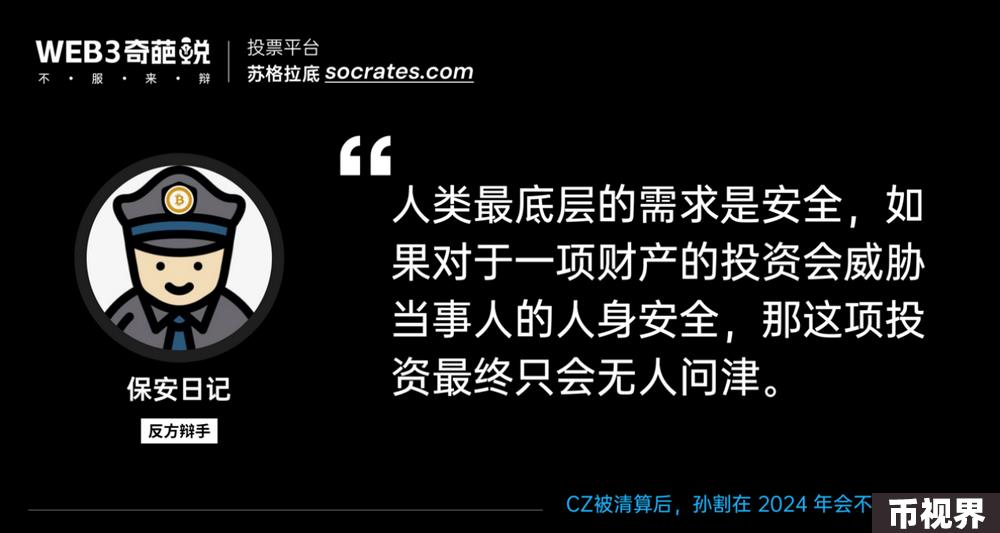 WEB3奇葩说
不·服·来·辩
投票平台
苏格拉底 socrates.com
“
人类最底层的需求是安全，如
果对于一项财产的投资会威胁
当事人的人身安全，那这项投
资最终只会无人问津。
保安日记
反方辩手
CZ被清算后，孙割在 2024 年会不
币视界